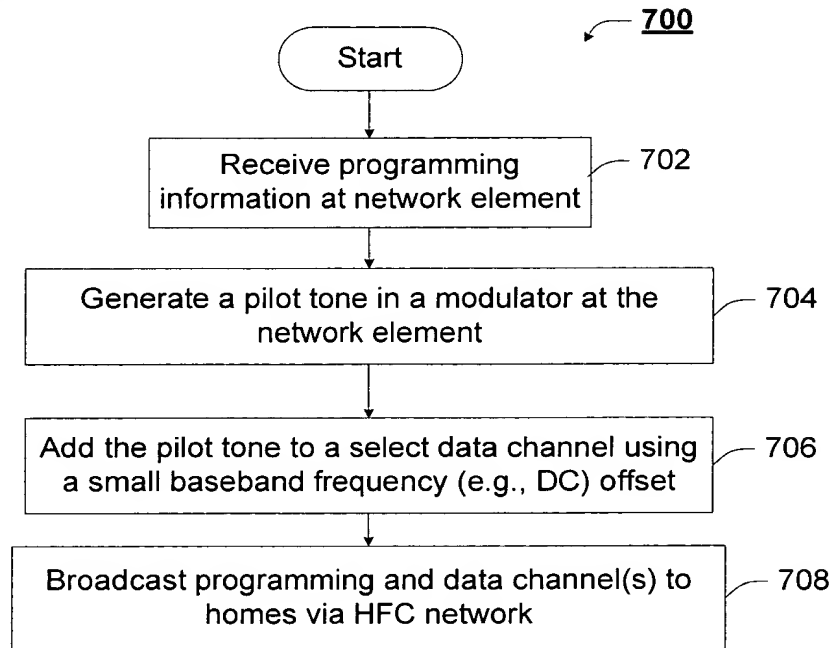 700
Start
Receive programming
information at network element
702
Generate a pilot tone in a modulator at the
network element
704
Add the pilot tone to a select data channel using
a small baseband frequency (e.g., DC) offset
706
Broadcast programming and data channel(s) to
homes via HFC network
708